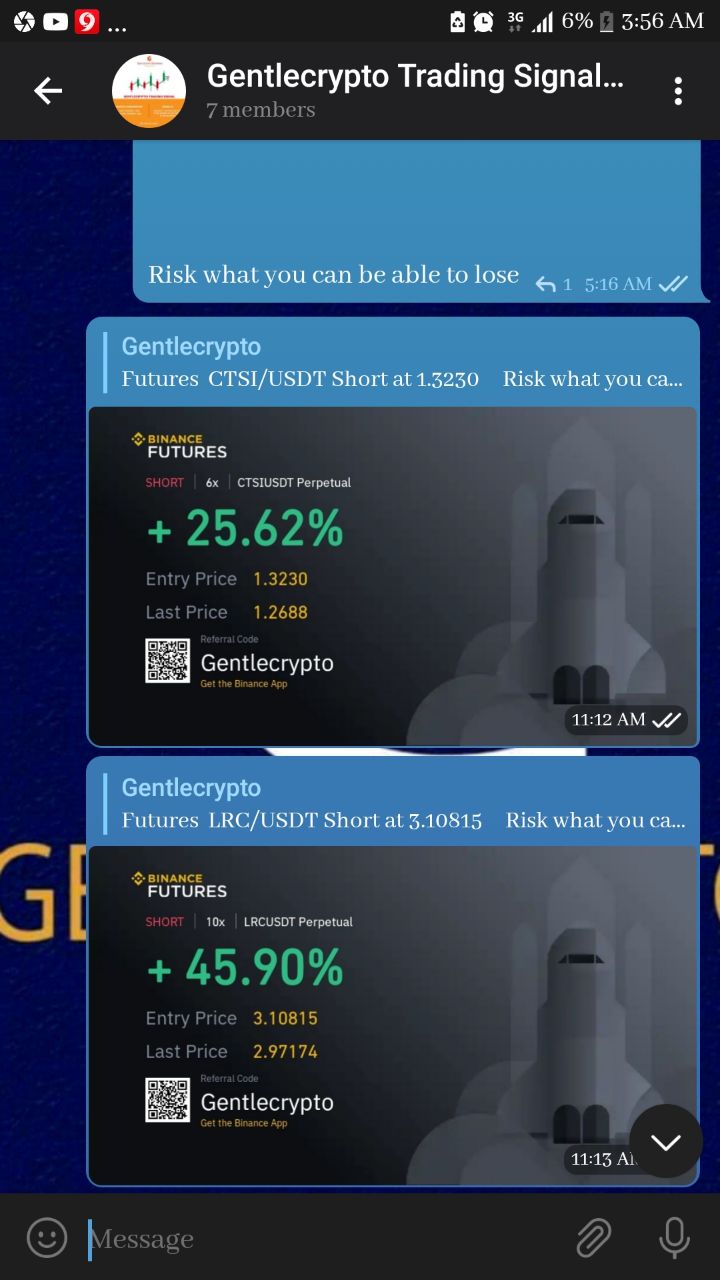 ... 3G 6% 3:56 AM
Gentlecrypto Trading Signal...
7 members
Risk what you can be able to lose
1 5:16 AM
Gentlecrypto
Futures CTSI/USDT Short at 1.3230 Risk what you ca...
BINANCE
FUTURES
SHORT | 6x | CTSIUSDT Perpetual
+ 25.62%
Entry Price 1.3230
Last Price 1.2688
Referral Code
Gentlecrypto
Get the Binance App
11:12 AM
Gentlecrypto
Futures LRC/USDT Short at 3.10815 Risk what you ca...
GE
BINANCE
FUTURES
SHORT | 10x | LRCUSDT Perpetual
+ 45.90%
Entry Price 3.10815
Last Price 2.97174
Referral Code
Gentlecrypto
Get the Binance App
11:13 A
Message